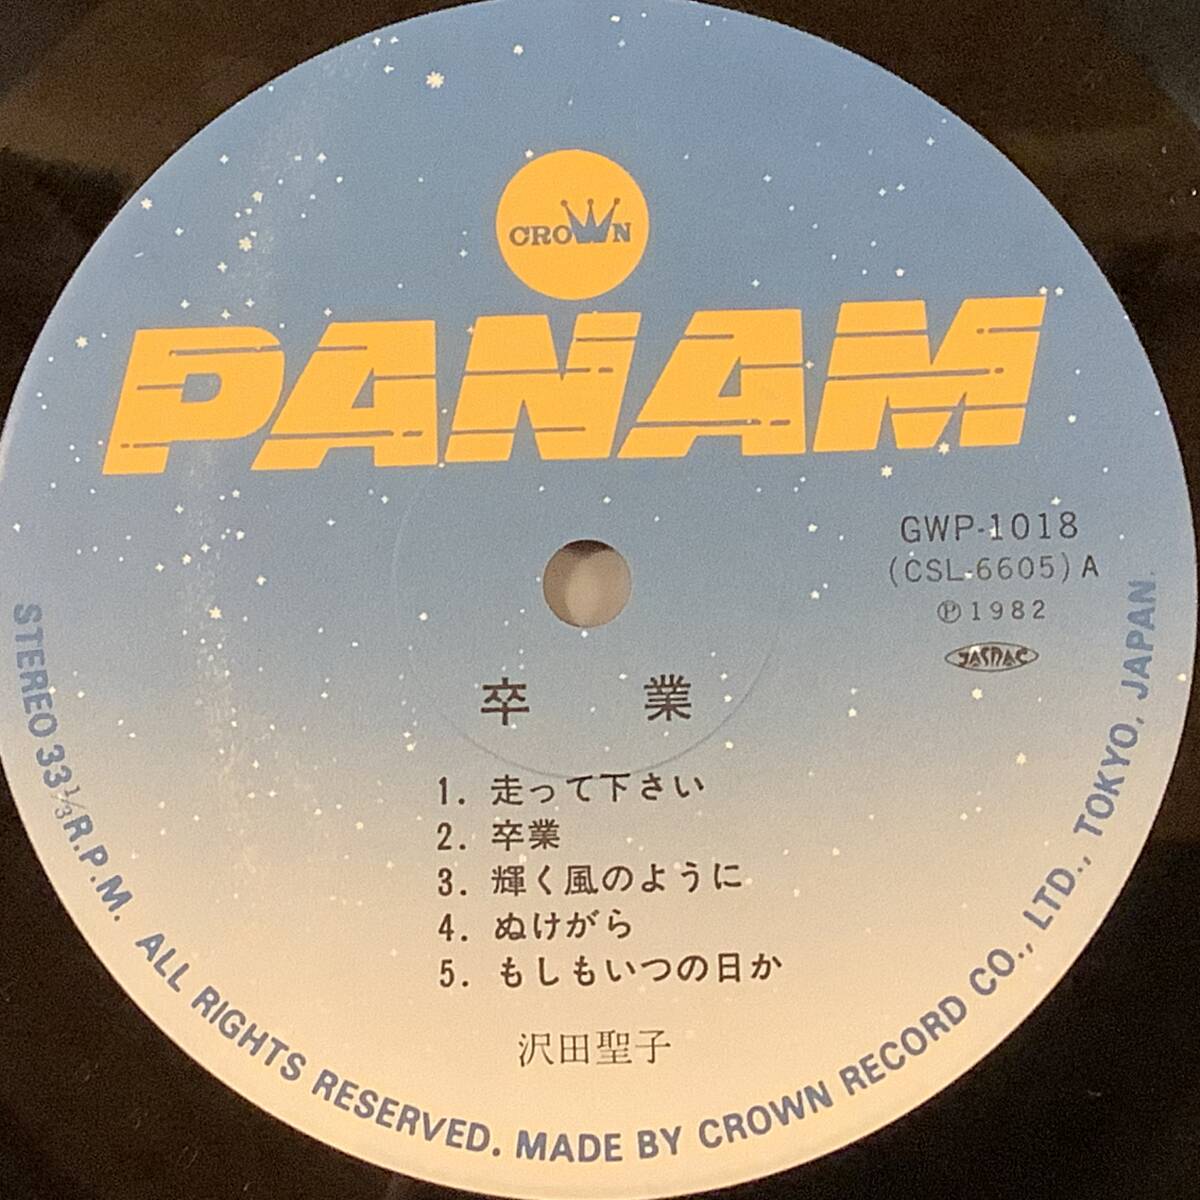 CROWN
PANAM
GWP-1018
(CSL-6605) A
℗1982
JASRAC
卒 業
1. 走って下さい
2. 卒業
3. 輝く風のように
4. ぬけがら
5. もしもいつの日か
沢田聖子
STEREO 33⅓ R.P.M. ALL RIGHTS RESERVED. MADE BY CROWN RECORD CO., LTD., TOKYO, JAPAN.